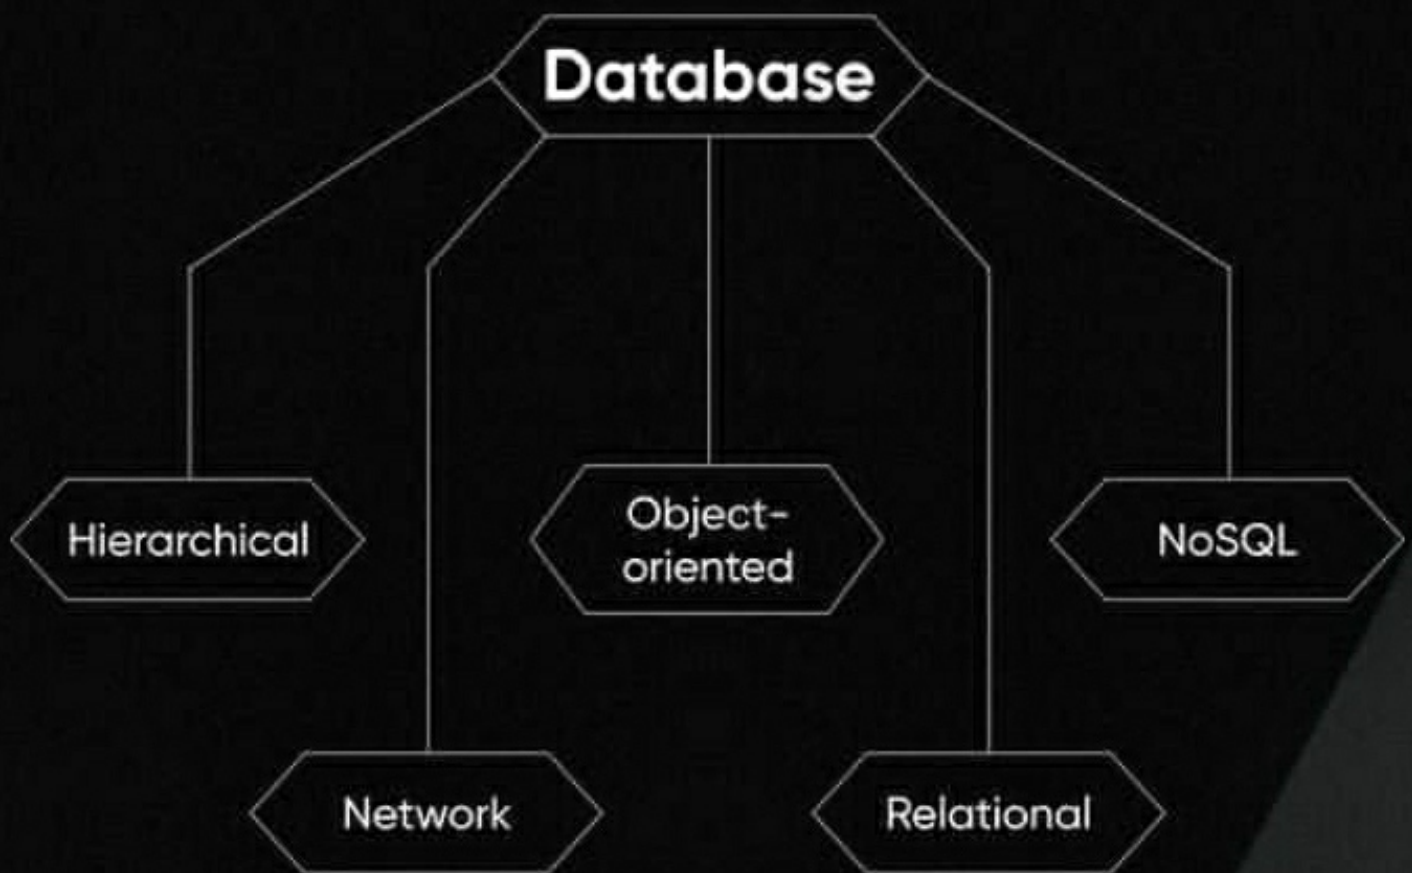 Database
Hierarchical
Object-
oriented
NoSQL
Network
Relational